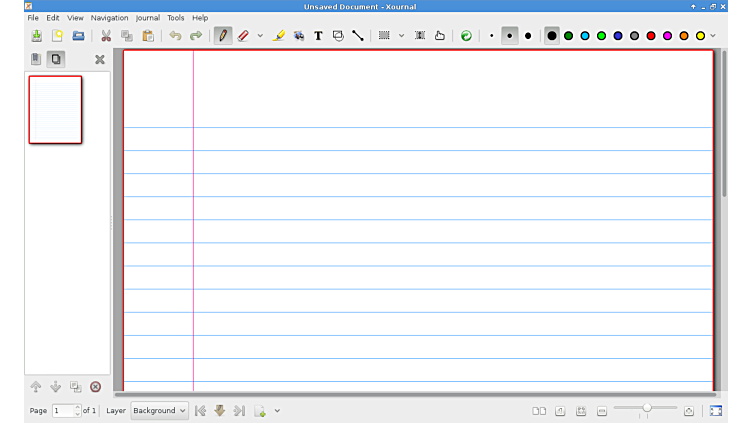 Unsaved Document - Xournal
File Edit View Navigation Journal Tools Help
T
Page 1 of 1 Layer Background